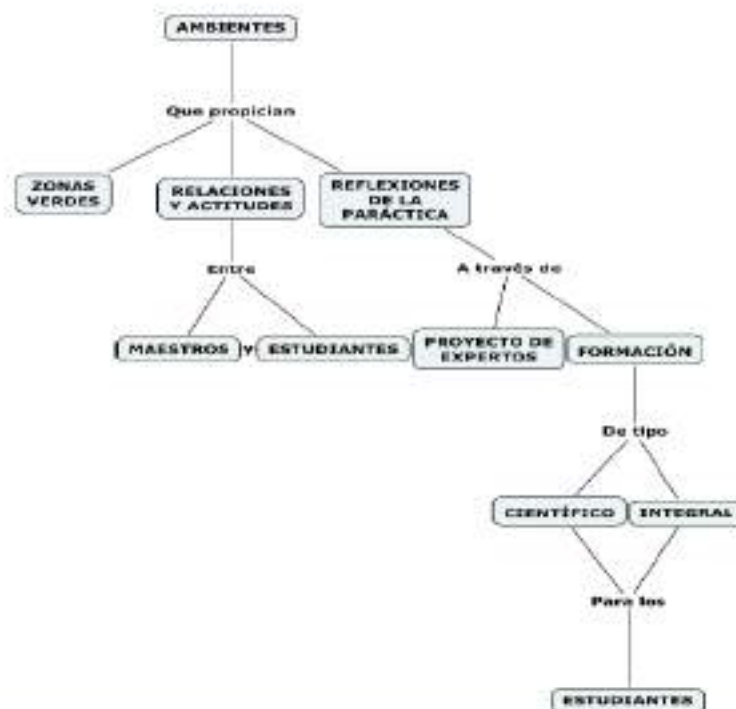 AMBIENTES
Que propician
ZONAS
VERDES
RELACIONES
Y ACTITUDES
REFLEXIONES
DE LA
PARÁCTICA
Entre
A través de
MAESTROS y ESTUDIANTES
PROYECTO DE
EXPERTOS
FORMACIÓN
De tipo
CIENTÍFICO
INTEGRAL
Para los
ESTUDIANTES